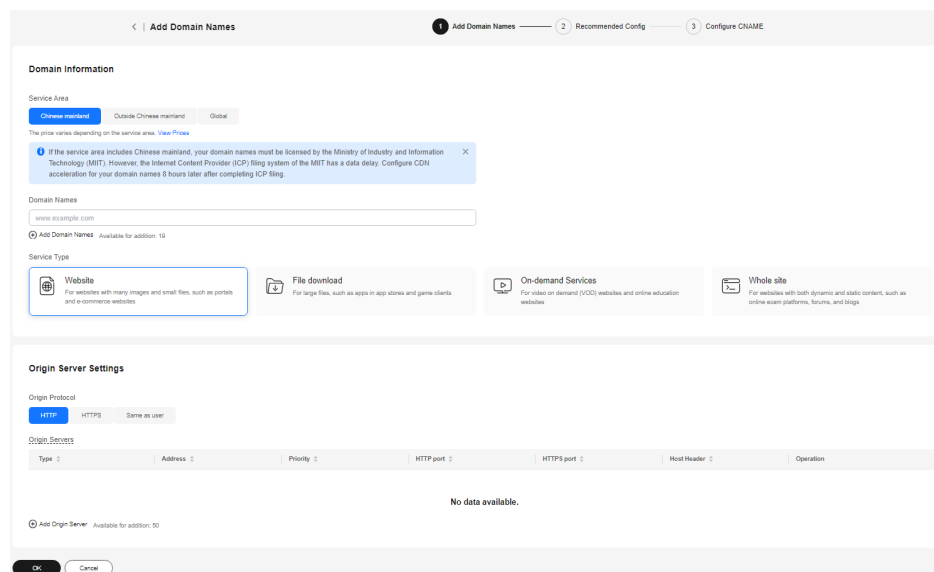 Add Domain Names
1 Add Domain Names 2 Recommended Config 3 Configure CNAME
Domain Information
Service Area
Chinese mainland Outside Chinese mainland Global
The price varies depending on the service area. View Prices
If the service area includes Chinese mainland, your domain names must be licensed by the Ministry of Industry and Information
Technology (MIIT). However, the Internet Content Provider (ICP) filing system of the MIIT has a data delay. Configure CDN
acceleration for your domain names 8 hours later after completing ICP filing.
Domain Names
www.example.com
Add Domain Names Available for addition: 19
Service Type
Website
For websites with many images and small files, such as portals
and e-commerce websites
File download
For large files, such as apps in app stores and game clients
On-demand Services
For video on demand (VOD) websites and online education
websites
Whole site
For websites with both dynamic and static content, such as
online exam platforms, forums, and blogs
Origin Server Settings
Origin Protocol
HTTP HTTPS Same as user
Origin Servers
Type Address Priority HTTP port HTTPS port Host Header Operation
No data available.
Add Origin Server Available for addition: 50
OK Cancel